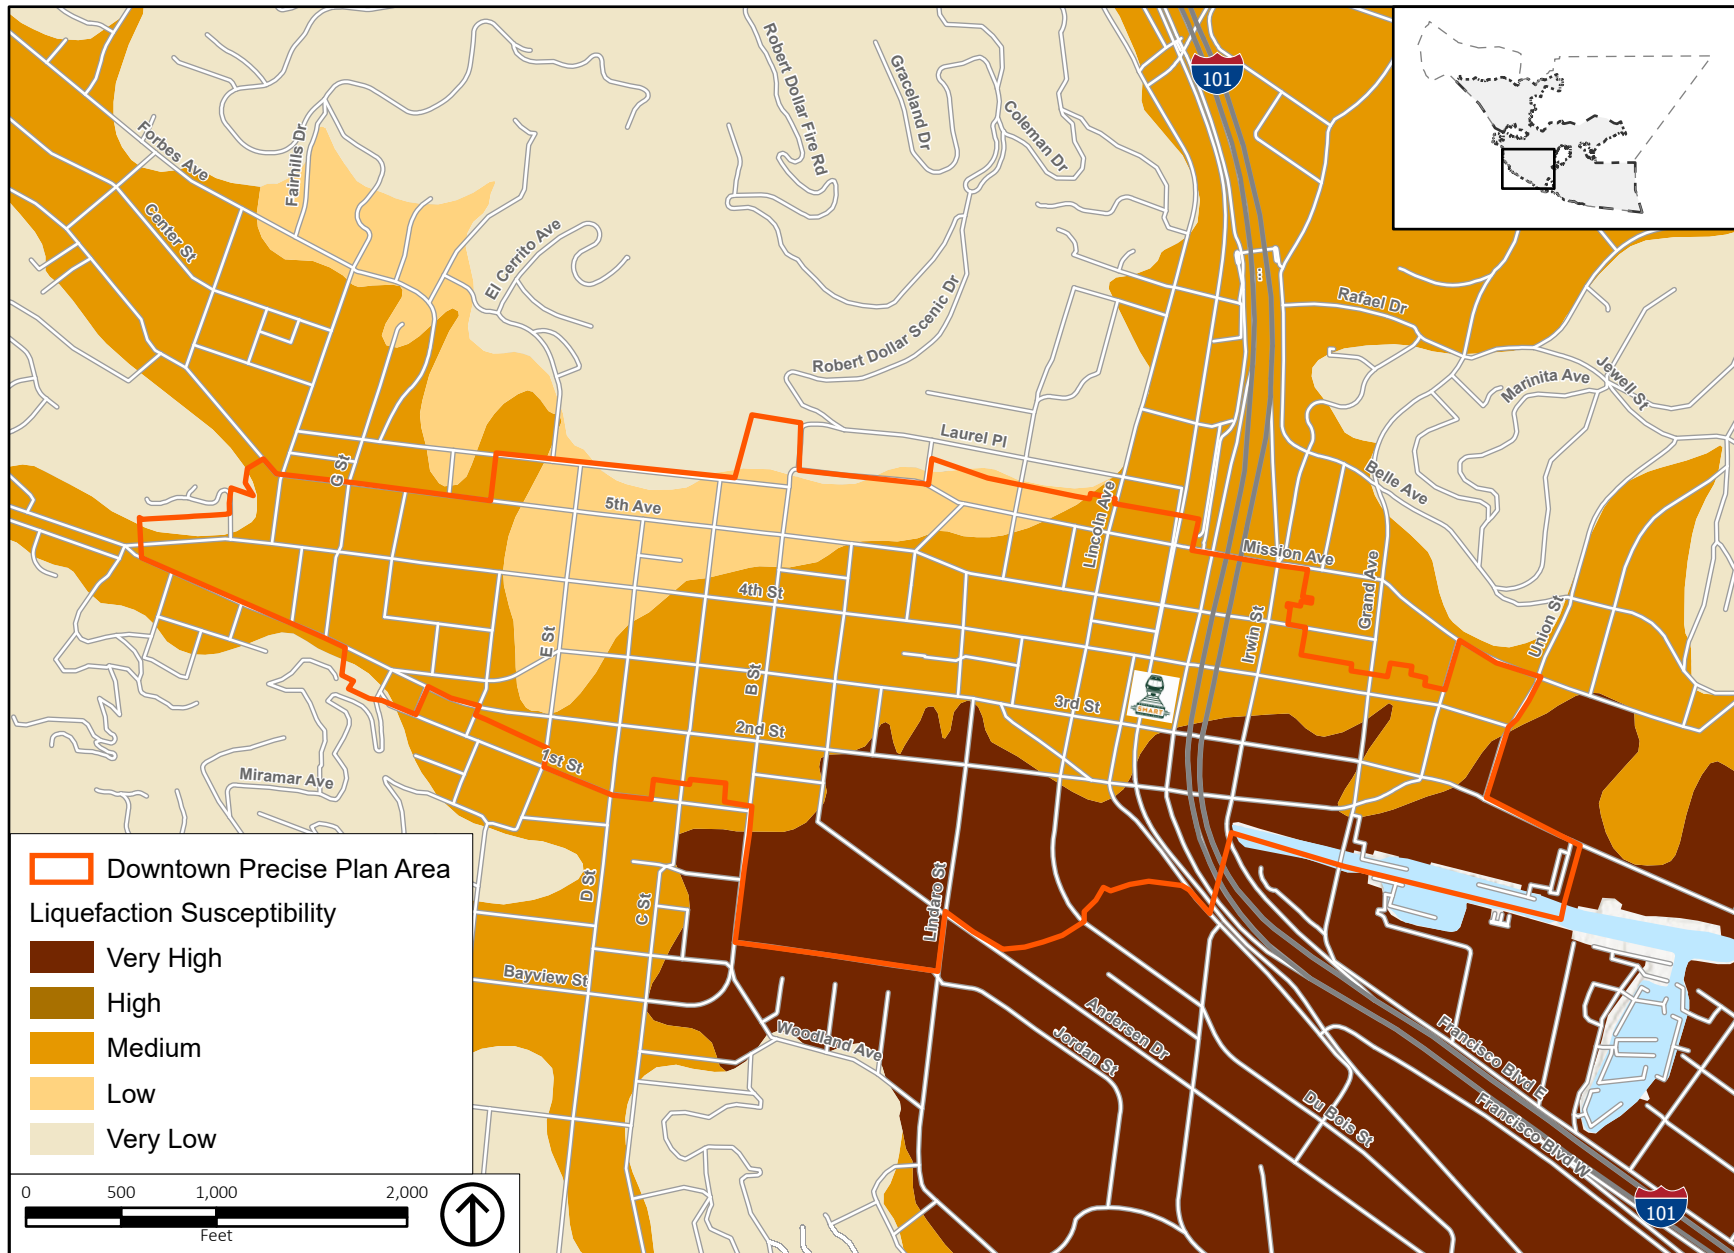 101
Robert Dollar Fire Rd
Graceland Dr
Coleman Dr
Forbes Ave
Fairhills Dr
Center St
El Cerrito Ave
Robert Dollar Scenic Dr
Rafael Dr
...
Marinita Ave
Jewell St
Laurel Pl
Belle Ave
G St
5th Ave
Lincoln Ave
Mission Ave
Grand Ave
4th St
Union St
Irwin St
E St
B St
3rd St
SMART
2nd St
1st St
Miramar Ave
D St
C St
Lindaro St
Bayview St
Woodland Ave
Andersen Dr
Jordan St
Du Bois St
Francisco Blvd E
Francisco Blvd W
101
Downtown Precise Plan Area
Liquefaction Susceptibility
Very High
High
Medium
Low
Very Low
0 500 1,000 2,000
Feet